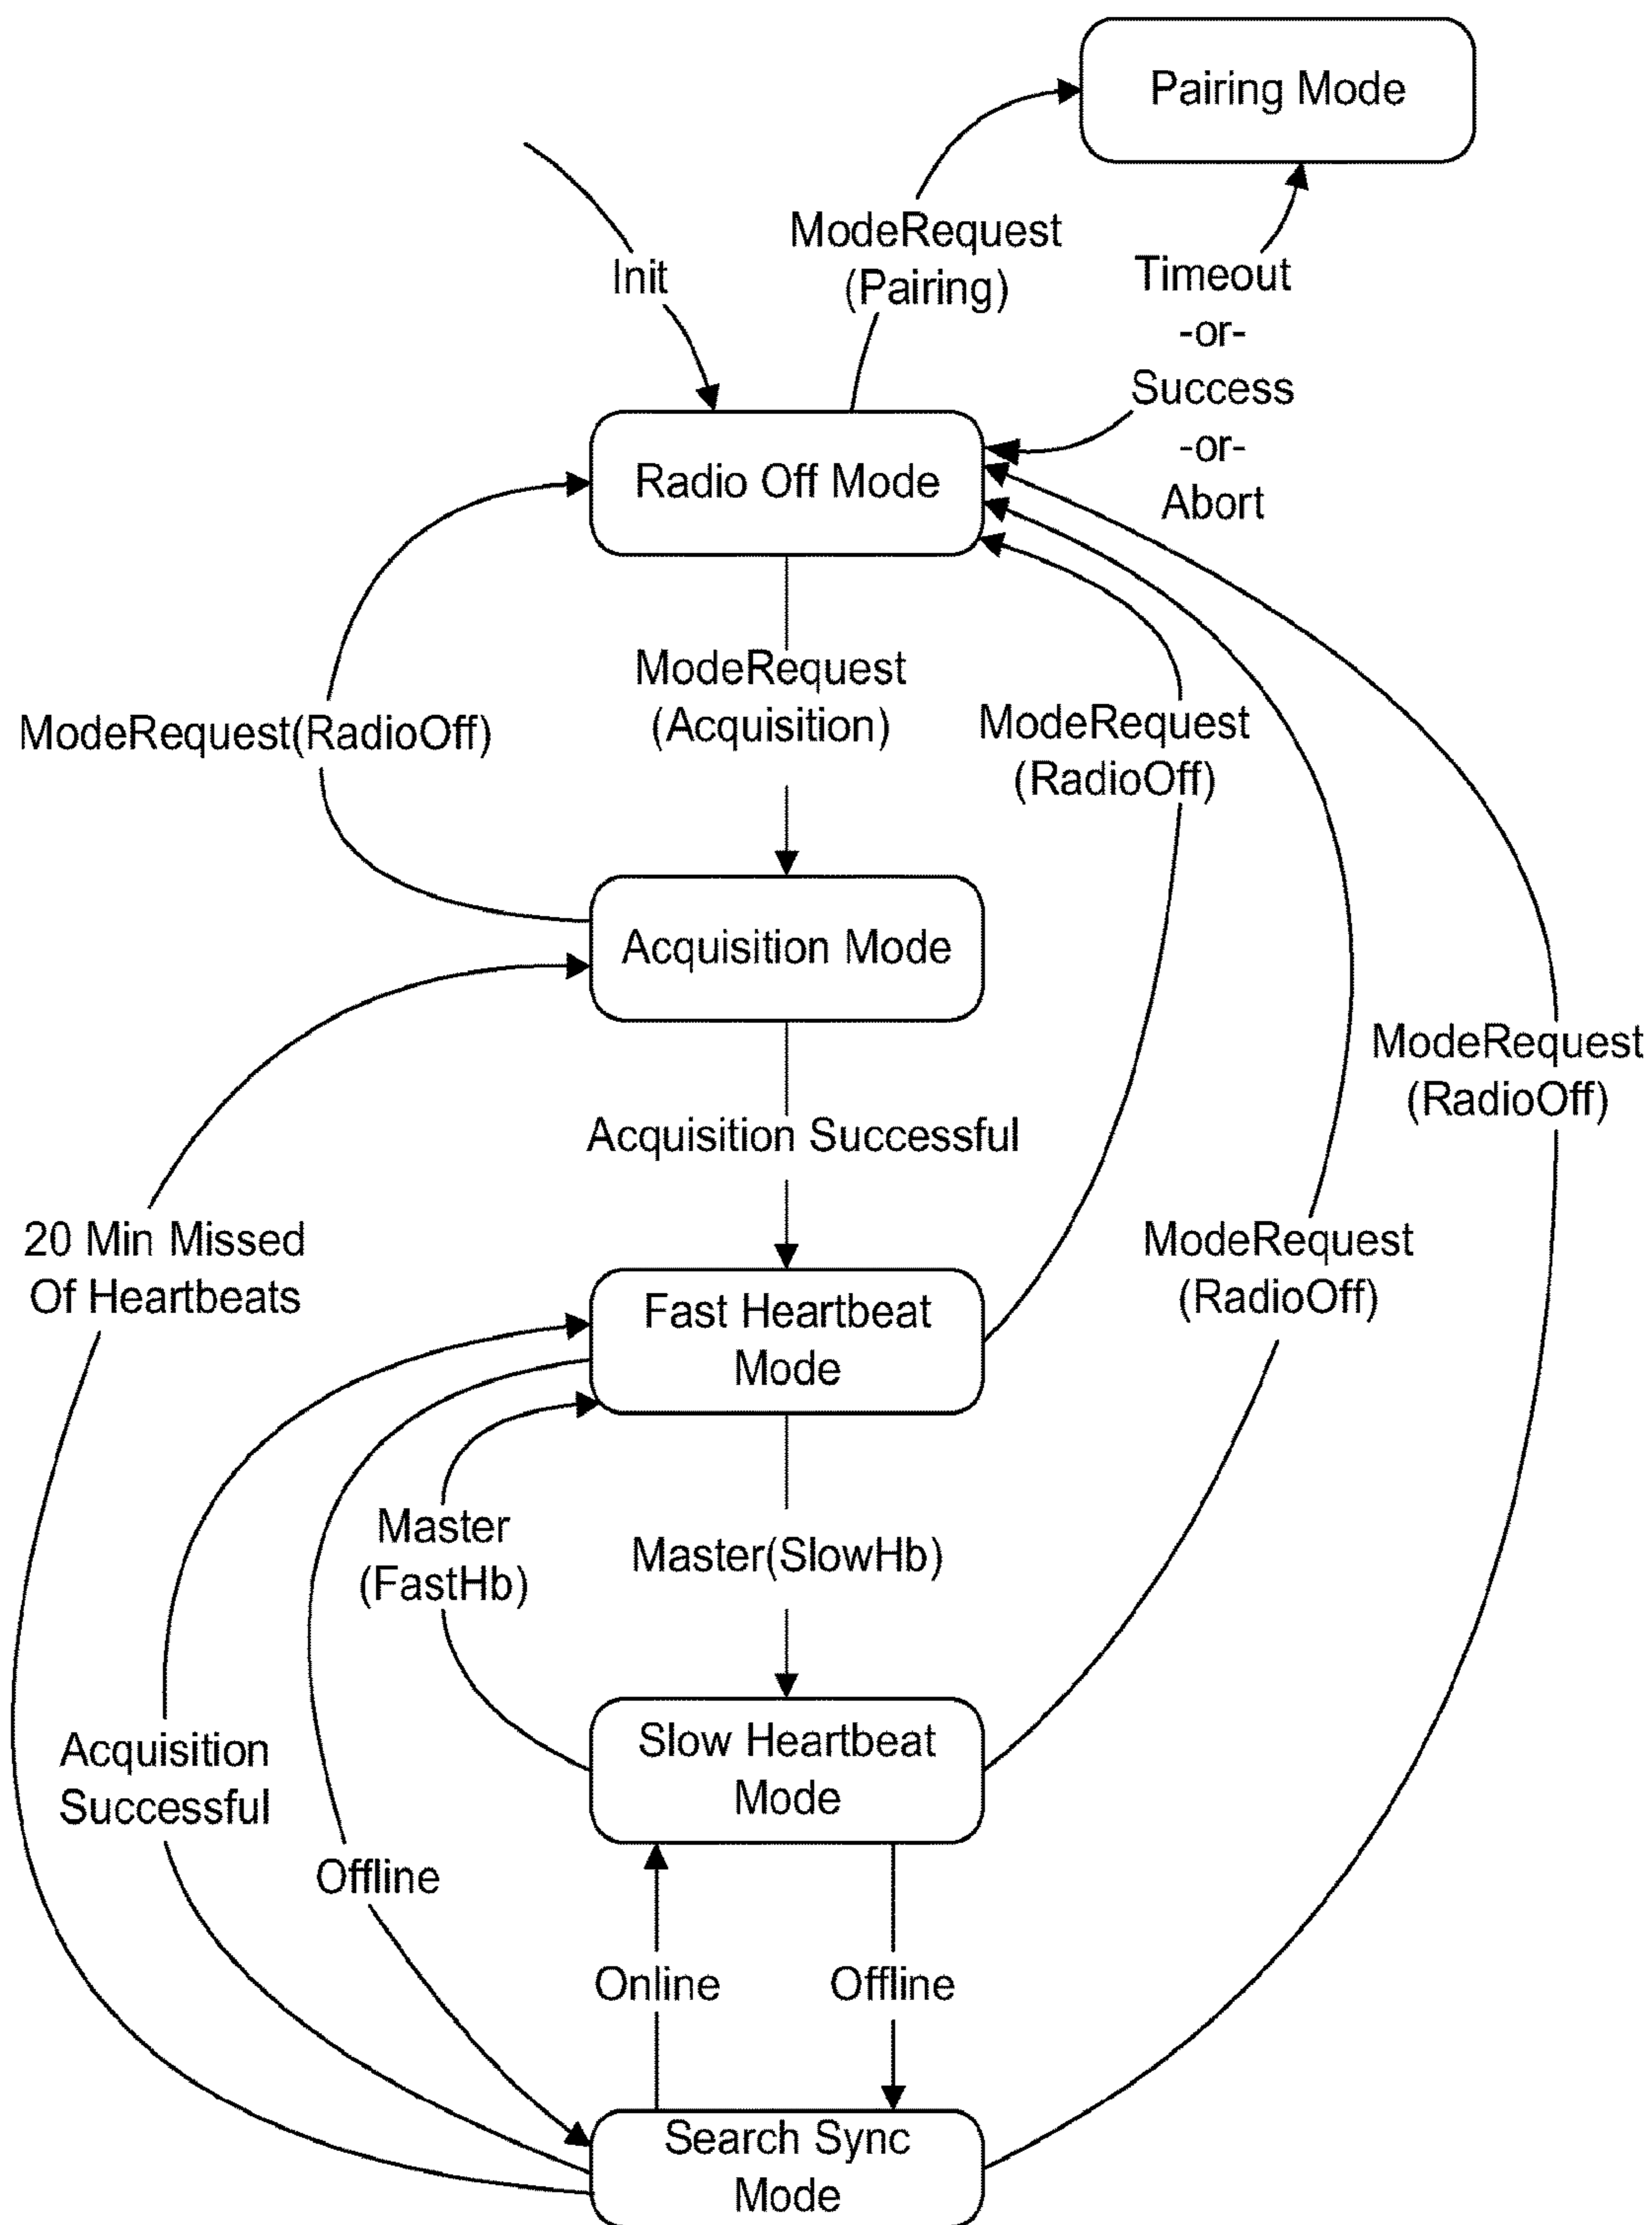 Pairing Mode
ModeRequest
(Pairing)
Init
Timeout
-or-
Success
-or-
Abort
Radio Off Mode
ModeRequest
(Acquisition)
ModeRequest(RadioOff)
ModeRequest
(RadioOff)
Acquisition Mode
ModeRequest
(RadioOff)
Acquisition Successful
20 Min Missed
Of Heartbeats
ModeRequest
(RadioOff)
Fast Heartbeat
Mode
Master
(FastHb)
Master(SlowHb)
Acquisition
Successful
Slow Heartbeat
Mode
Offline
Online
Offline
Search Sync
Mode